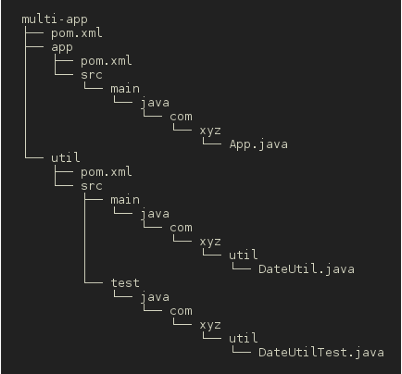 multi-app
├── pom.xml
├── app
│   ├── pom.xml
│   └── src
│       └── main
│           └── java
│               └── com
│                   └── xyz
│                       └── App.java
└── util
    ├── pom.xml
    └── src
        ├── main
        │   └── java
        │       └── com
        │           └── xyz
        │               └── util
        │                   └── DateUtil.java
        └── test
            └── java
                └── com
                    └── xyz
                        └── util
                            └── DateUtilTest.java